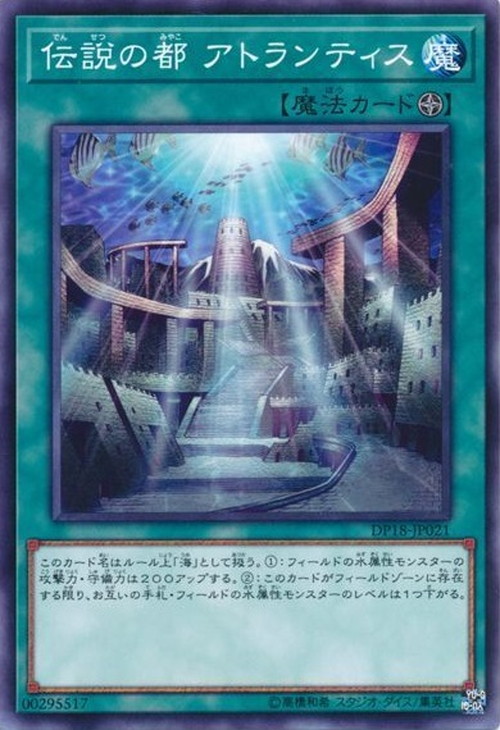 伝説の都 アトランティス 魔
【魔法カード】
DP18-JP021
このカード名はルール上「海」として扱う。①：フィールドの水属性モンスターの
攻撃力・守備力は２００アップする。②：このカードがフィールドゾーンに存在
する限り、お互いの手札・フィールドの水属性モンスターのレベルは１つ下がる。
00295517
©高橋和希 スタジオ・ダイス/集英社